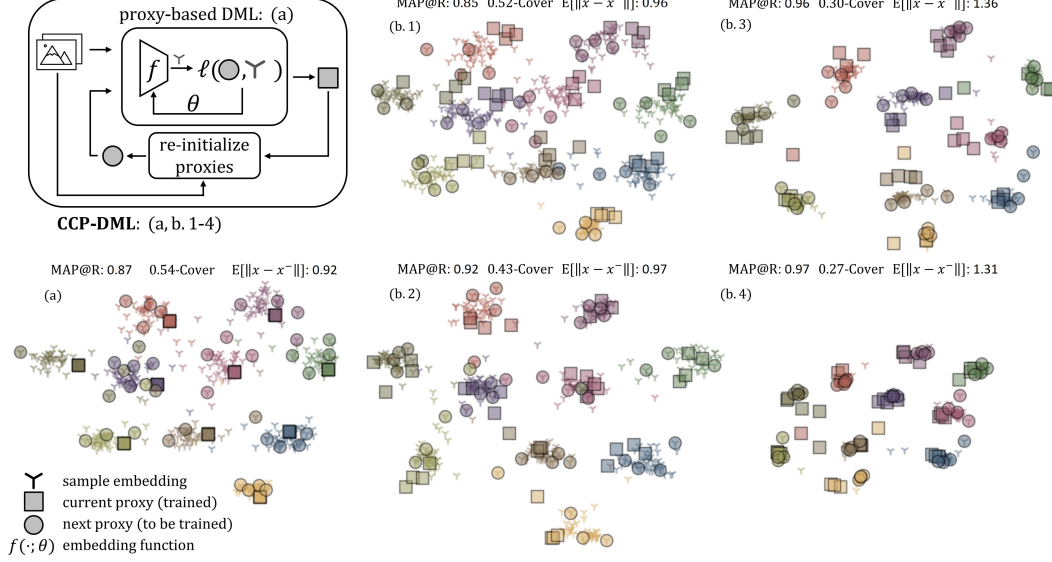 proxy-based DML: (a)
f
ℓ( , )
θ
re-initialize
proxies
CCP-DML: (a, b. 1-4)
MAP@R: 0.85 0.52-Cover E[‖x − x⁻‖]: 0.96
(b. 1)
MAP@R: 0.96 0.30-Cover E[‖x − x⁻‖]: 1.36
(b. 3)
MAP@R: 0.87 0.54-Cover E[‖x − x⁻‖]: 0.92
(a)
MAP@R: 0.92 0.43-Cover E[‖x − x⁻‖]: 0.97
(b. 2)
MAP@R: 0.97 0.27-Cover E[‖x − x⁻‖]: 1.31
(b. 4)
sample embedding
current proxy (trained)
next proxy (to be trained)
f(·; θ) embedding function